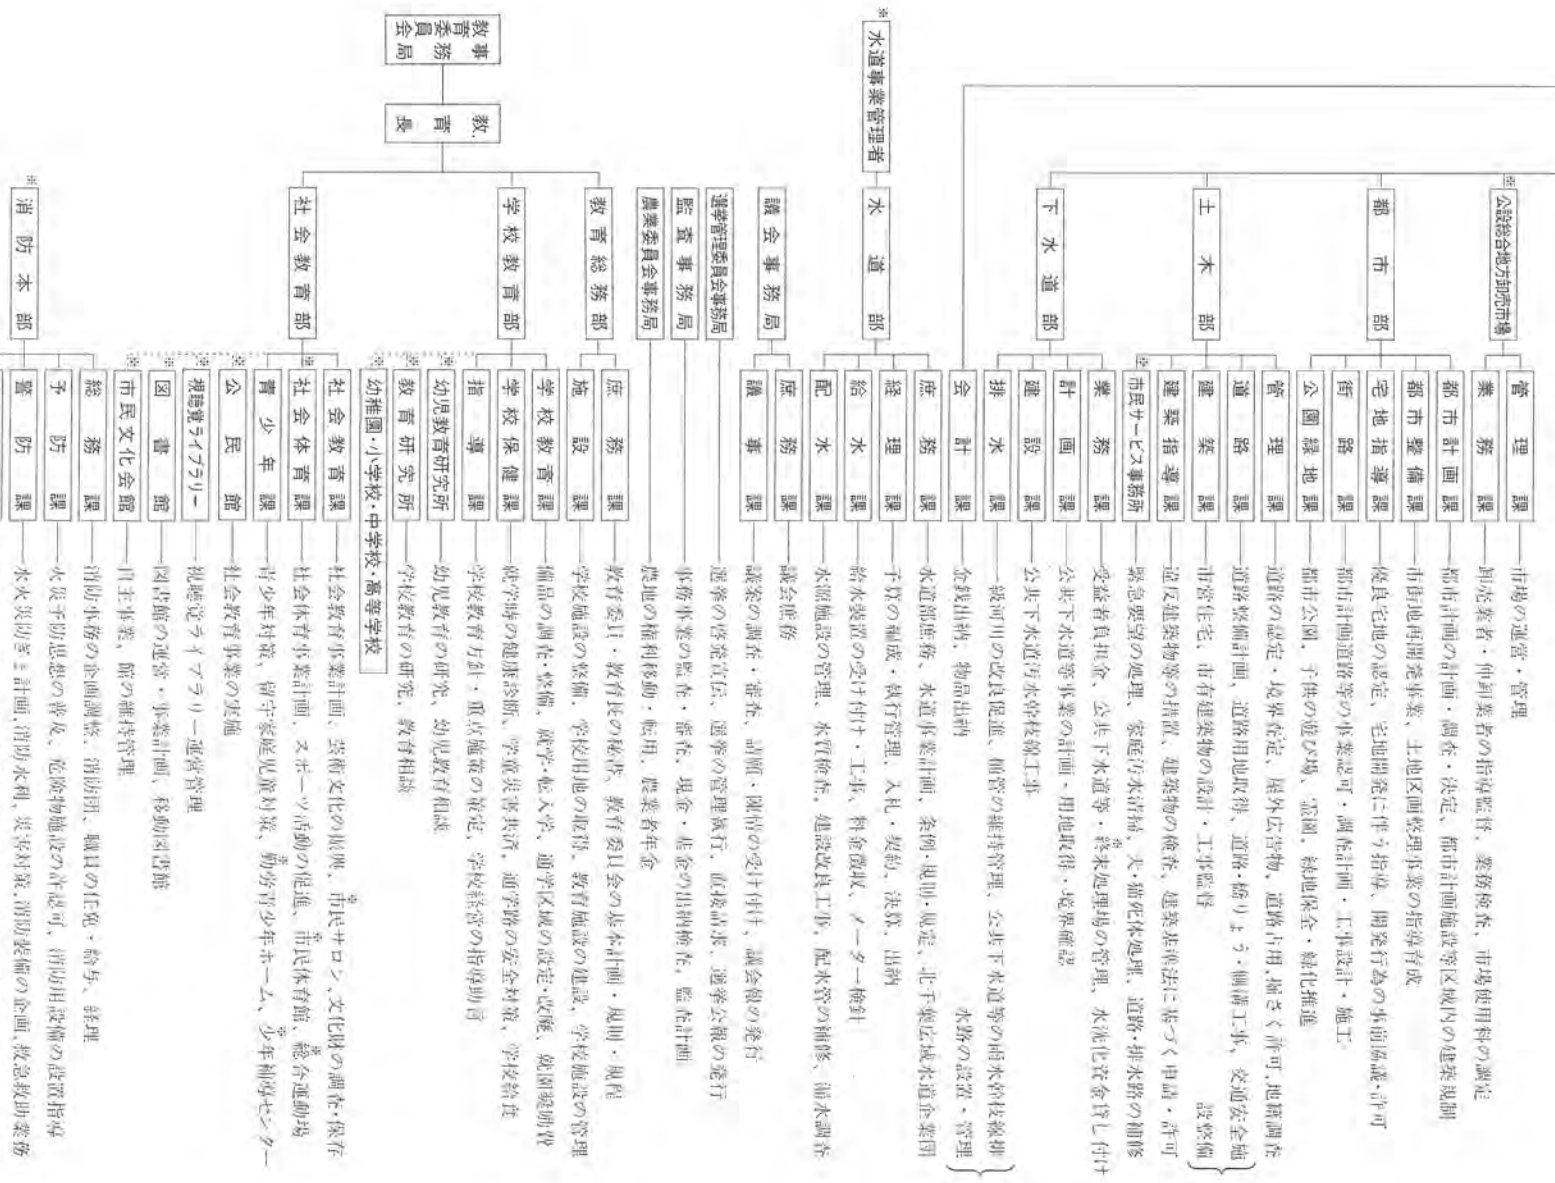 ※公設総合地方卸売市場
管理課―市場の運営・管理
業務課―卸売業者・仲卸業者の指導監督、業務検査、市場使用料の調定
都市部
都市計画課―都市計画の計画・調査・決定、都市計画施設等区域内の建築規制
都市整備課―市街地再開発事業、土地区画整理事業の指導育成
宅地指導課―優良宅地の認定、宅地開発に伴う指導、開発行為の事前協議・許可
街路課―都市計画道路等の事業認可・調査計画・工事設計・施工
公園緑地課―都市公園、子供の遊び場、霊園、緑地保全・緑化推進
土木部
管理課―道路の認定・境界査定、屋外広告物、道路占用、掘さく許可、地籍調査
道路課―道路整備計画、道路用地取得、道路・橋りょう・側溝工事、交通安全施設整備
建築課―市営住宅、市有建築物の設計・工事監督
建築指導課―違反建築物等の措置、建築物の検査、建築基準法に基づく申請・許可
※市民サービス事務所―緊急要望の処理、家庭汚水清掃、犬・猫死体処理、道路・排水路の補修
下水道部
業務課―受益者負担金、公共下水道等・※終末処理場の管理、水洗化資金貸し付け
計画課―公共下水道等事業の計画・用地取得・境界確認
建設課―公共下水道汚水幹枝線工事
排水課―一級河川の改良促進、樋管の維持管理、公共下水道等の雨水幹枝線排水路の設置・管理
会計課―金銭出納、物品出納
※水道事業管理者
水道部
庶務課―水道部庶務、水道事業計画、条例・規則・規定、北千葉広域水道企業団
経理課―予算の編成・執行管理、入札・契約、決算、出納
給水課―給水装置の受け付け・工事、料金徴収、メーター検針
配水課―水源施設の管理、水質検査、建設改良工事、配水管の補修、漏水調査
議会事務局
庶務課―議会庶務
議事課―議案の調査・審査、請願・陳情の受け付け、議会報の発行
選挙管理委員会事務局―選挙の啓発宣伝、選挙の管理執行、直接請求、選挙公報の発行
監査事務局―事務事業の監査・審査、現金・基金の出納検査、監査計画
農業委員会事務局―農地の権利移動・転用、農業者年金
教育委員会
事務局
教育長
教育総務部
庶務課―教育委員・教育長の秘書、教育委員会の基本計画・規則・規程
施設課―学校施設の整備、学校用地の取得、教育施設の建設、学校施設の管理
学校教育部
学校教育課―備品の調査・整備、就学・転入学、通学区域の設定・改廃、就園奨励費
学校保健課―就学時の健康診断、学童災害共済、通学路の安全対策、学校給食
指導課―学校教育方針・重点施策の策定、学校経営の指導助言
※幼児教育研究所―幼児教育の研究、幼児教育相談
※教育研究所―学校教育の研究、教育相談
※幼稚園・小学校・中学校・高等学校
社会教育部
社会教育課―社会教育事業計画、芸術文化の振興、※市民サロン、文化財の調査・保存
※社会体育課―社会体育事業計画、スポーツ活動の促進、※市民体育館、※総合運動場
青少年課―青少年対策、留守家庭児童対策、※勤労青少年ホーム、※少年補導センター
※公民館―社会教育事業の実施
※視聴覚ライブラリー―視聴覚ライブラリー運営管理
※図書館―図書館の運営・事業計画、移動図書館
※市民文化会館―自主事業、館の維持管理
※消防本部
総務課―消防事務の企画調整、消防団、職員の任免・給与、経理
予防課―火災予防思想の普及、危険物施設の許認可、消防用設備の設置指導
警防課―水火災防ぎょ計画、消防水利、災害対策、消防装備の企画、救急救助業務